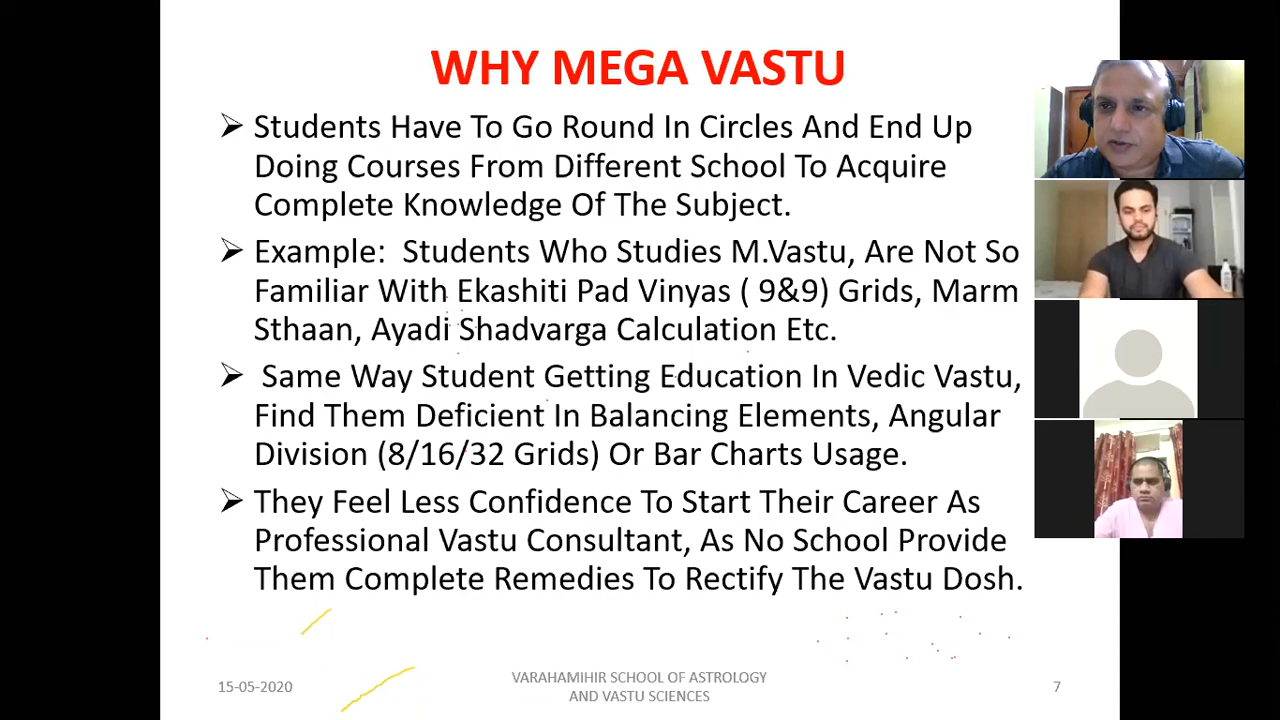 WHY MEGA VASTU
Students Have To Go Round In Circles And End Up
Doing Courses From Different School To Acquire
Complete Knowledge Of The Subject.
Example: Students Who Studies M.Vastu, Are Not So
Familiar With Ekashiti Pad Vinyas ( 9&9) Grids, Marm
Sthaan, Ayadi Shadvarga Calculation Etc.
Same Way Student Getting Education In Vedic Vastu,
Find Them Deficient In Balancing Elements, Angular
Division (8/16/32 Grids) Or Bar Charts Usage.
They Feel Less Confidence To Start Their Career As
Professional Vastu Consultant, As No School Provide
Them Complete Remedies To Rectify The Vastu Dosh.
15-05-2020
VARAHAMIHIR SCHOOL OF ASTROLOGY
AND VASTU SCIENCES
7